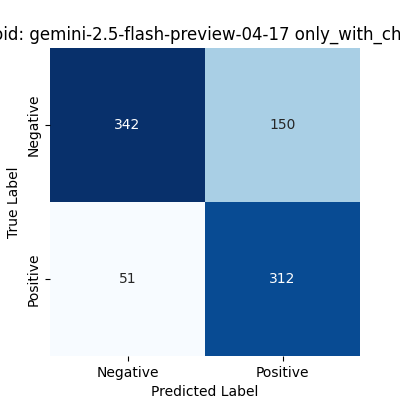 oid: gemini-2.5-flash-preview-04-17 only_with_ch
Negative
342
150
True Label
Positive
51
312
Negative
Positive
Predicted Label